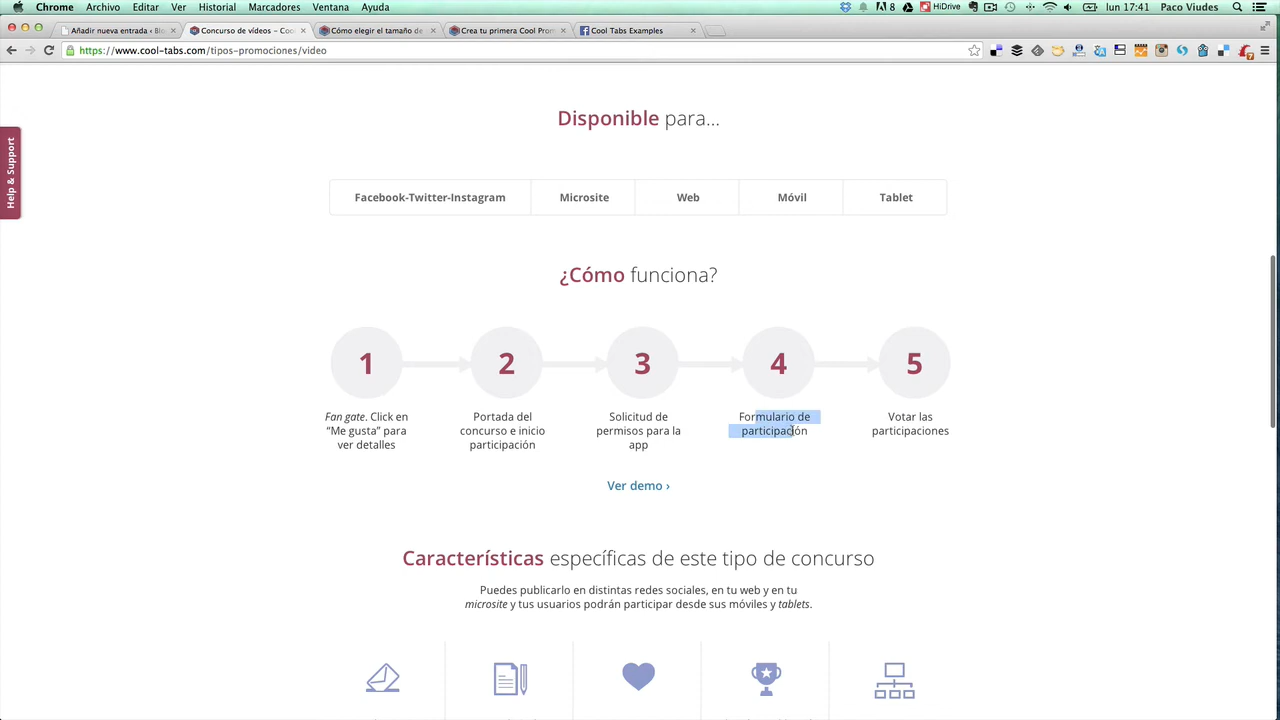 Chrome Archivo Editar Ver Historial Marcadores Ventana Ayuda
8 HiDrive lun 17:41 Paco Viudes
Añadir nueva entrada ‹ Blo
Concurso de vídeos – Coo
Cómo elegir el tamaño de
Crea tu primera Cool Prom
Cool Tabs Examples
https://www.cool-tabs.com/tipos-promociones/video
7
Help & Support
Disponible para...
Facebook-Twitter-Instagram Microsite Web Móvil Tablet
¿Cómo funciona?
1 2 3 4 5
Fan gate. Click en
“Me gusta” para
ver detalles
Portada del
concurso e inicio
participación
Solicitud de
permisos para la
app
Formulario de
participación
Votar las
participaciones
Ver demo ›
Características específicas de este tipo de concurso
Puedes publicarlo en distintas redes sociales, en tu web y en tu
microsite y tus usuarios podrán participar desde sus móviles y tablets.